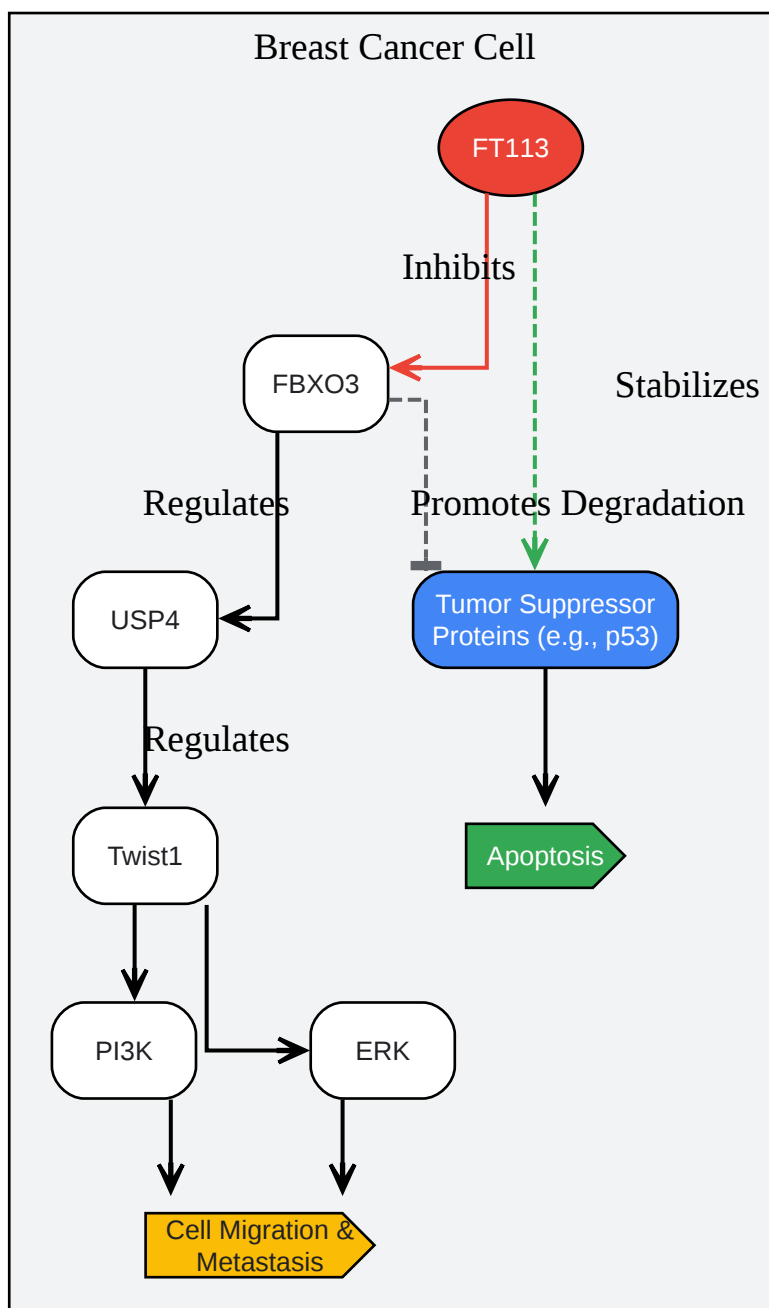 Breast Cancer Cell
FT113
Inhibits
FBXO3
Stabilizes
Regulates
Promotes Degradation
USP4
Tumor Suppressor
Proteins (e.g., p53)
Regulates
Twist1
Apoptosis
PI3K
ERK
Cell Migration &
Metastasis